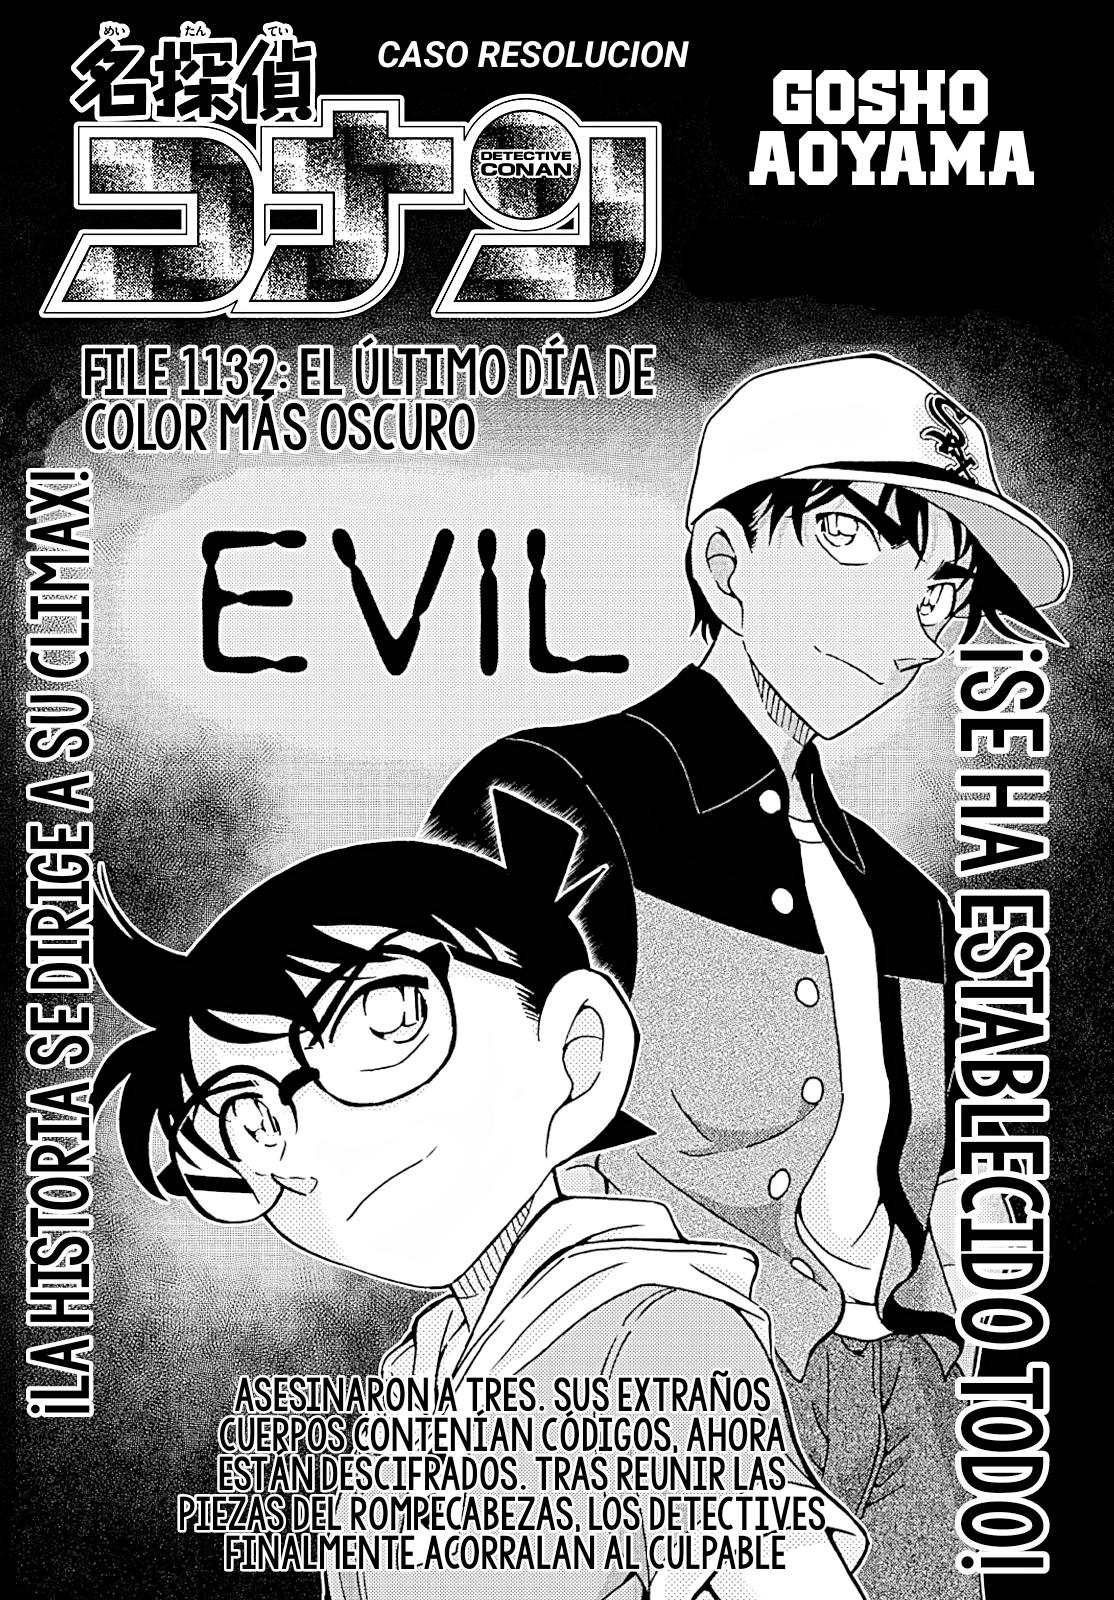 めい たん てい
名探偵
コナン
DETECTIVE
CONAN
CASO RESOLUCION
GOSHO
AOYAMA
FILE 1132: EL ÚLTIMO DÍA DE
COLOR MÁS OSCURO
EVIL
SOX
¡LA HISTORIA SE DIRIGE A SU CLIMAX!
¡SE HA ESTABLECIDO TODO!
ASESINARON A TRES. SUS EXTRAÑOS
CUERPOS CONTENÍAN CÓDIGOS, AHORA
ESTAN DESCIFRADOS. TRAS REUNIR LAS
PIEZAS DEL ROMPECABEZAS, LOS DETECTIVES
FINALMENTE ACORRALAN AL CULPABLE